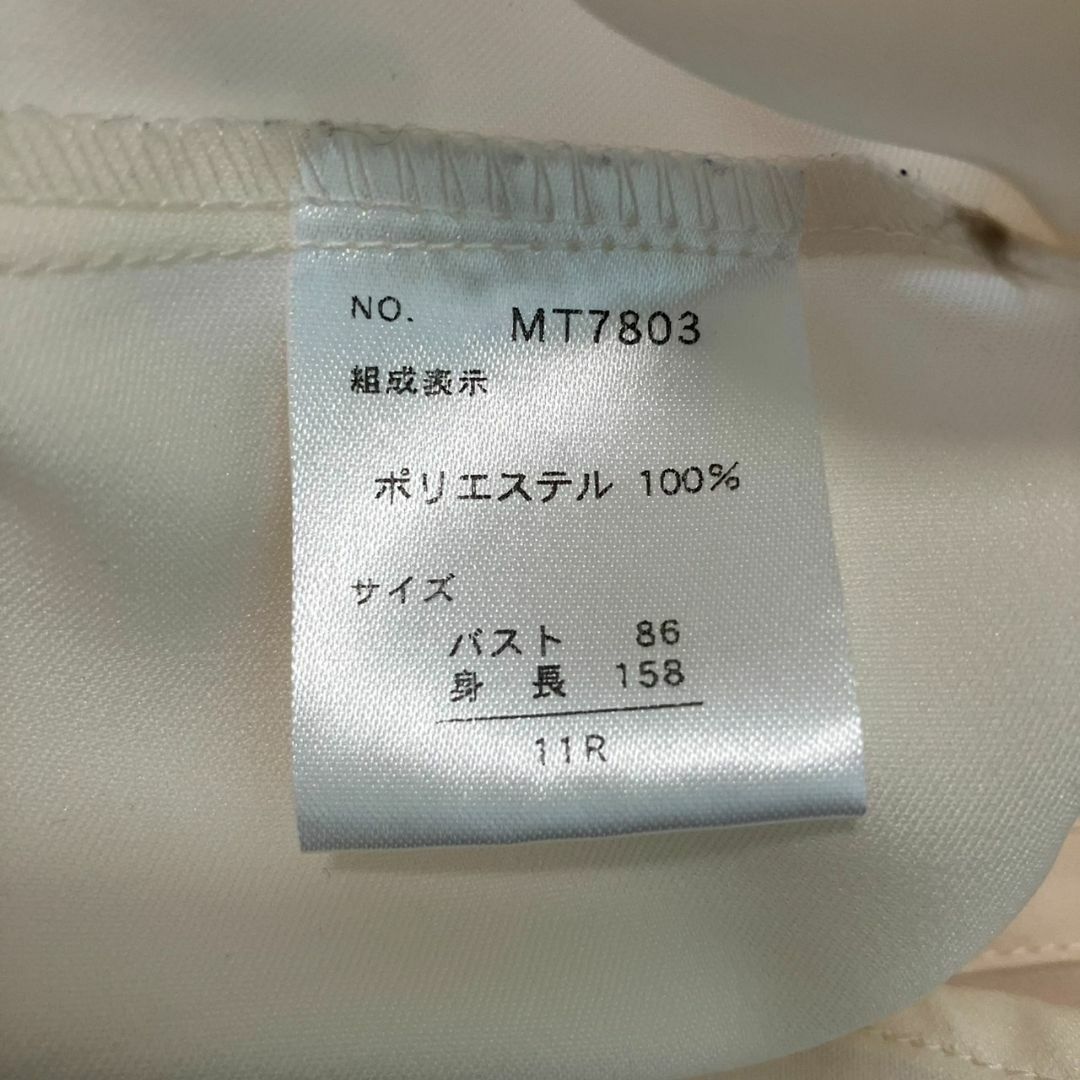 NO. MT7803
組成表示
ポリエステル 100%
サイズ
バスト 86
身長 158
11R